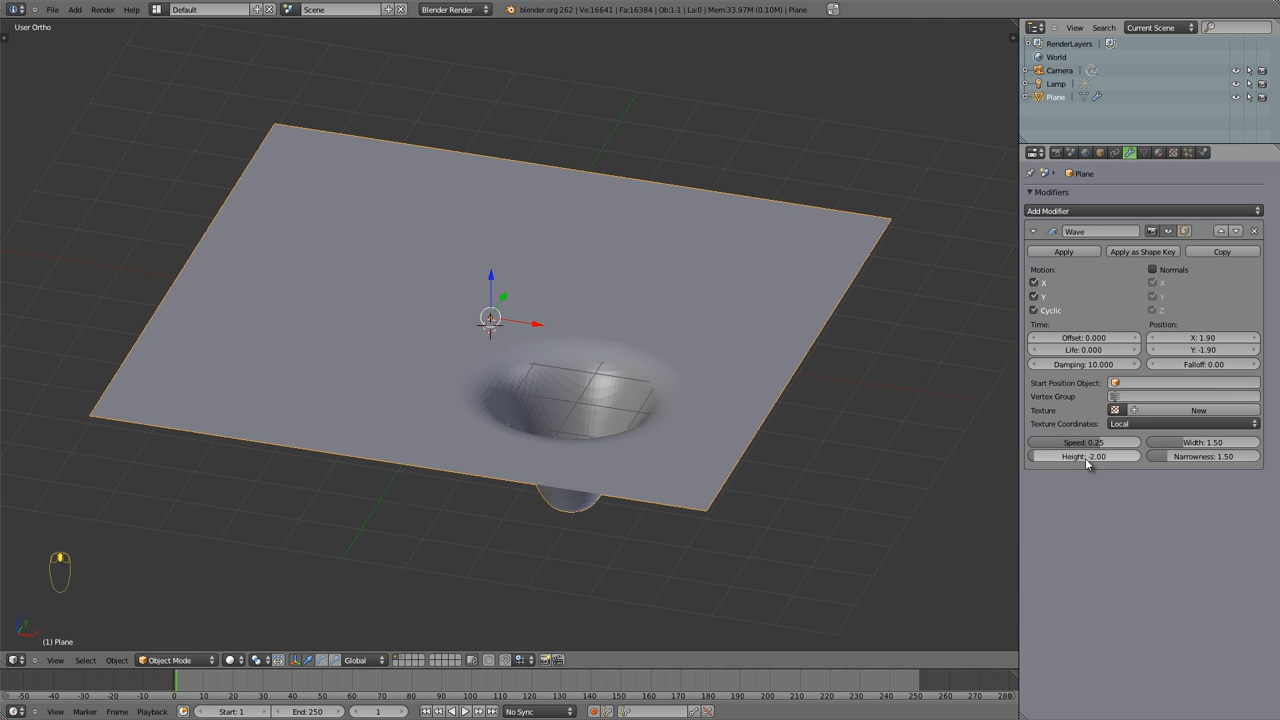 File Add Render Help Default Scene Blender Render blender.org 262 | Ve:16641 | Fa:16384 | Ob:1-1 | La:0 | Mem:33.97M (0.10M) | Plane
User Ortho
View Search Current Scene
RenderLayers
World
Camera
Lamp
Plane
Plane
Modifiers
Add Modifier
Wave
Apply Apply as Shape Key Copy
Motion: Normals
X X
Y Y
Cyclic Z
Time: Position:
Offset: 0.000 X: 1.90
Life: 0.000 Y: -1.90
Damping: 10.000 Falloff: 0.00
Start Position Object:
Vertex Group
Texture New
Texture Coordinates: Local
Speed: 0.25 Width: 1.50
Height: -2.00 Narrowness: 1.50
(1) Plane
View Select Object Object Mode Global
-50 -40 -30 -20 -10 0 10 20 30 40 50 60 70 80 90 100 110 120 130 140 150 160 170 180 190 200 210 220 230 240 250 260 270 280
View Marker Frame Playback Start: 1 End: 250 1 No Sync